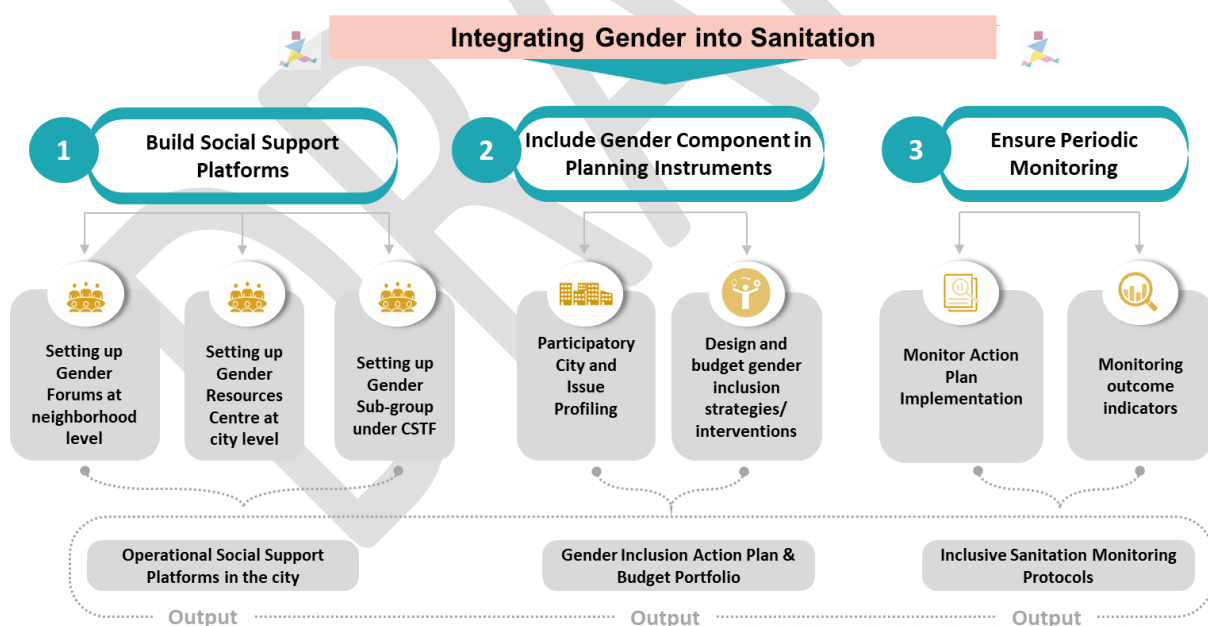 Integrating Gender into Sanitation
1
Build Social Support
Platforms
2
Include Gender Component in
Planning Instruments
3
Ensure Periodic
Monitoring
Setting up
Gender
Forums at
neighborhood
level
Setting up
Gender
Resources
Centre at
city level
Setting up
Gender
Sub-group
under CSTF
Participatory
City and
Issue
Profiling
Design and
budget gender
inclusion
strategies/
interventions
Monitor Action
Plan
Implementation
Monitoring
outcome
indicators
Operational Social Support
Platforms in the city
Gender Inclusion Action Plan &
Budget Portfolio
Inclusive Sanitation Monitoring
Protocols
Output
Output
Output